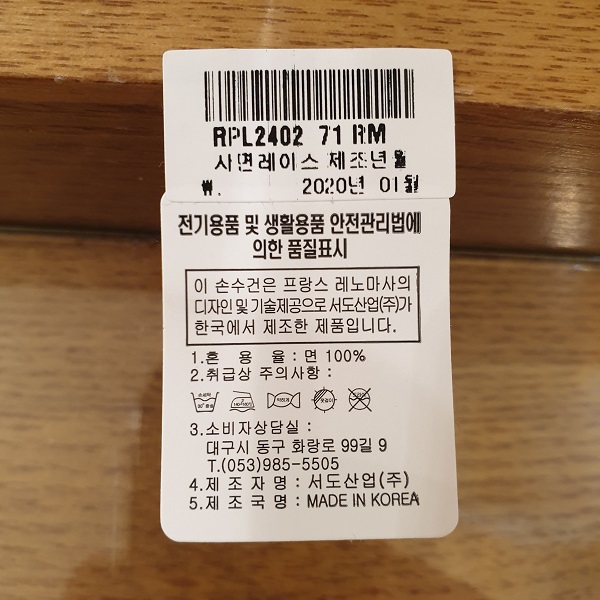 RPL2402 71 RM
사면레이스 제조년월
₩. 2020년 01월
전기용품 및 생활용품 안전관리법에
의한 품질표시
이 손수건은 프랑스 레노마사의
디자인 및 기술제공으로 서도산업(주)가
한국에서 제조한 제품입니다.
1.혼 용 율 : 면 100%
2.취급상 주의사항 :
3.소비자상담실 :
대구시 동구 화랑로 99길 9
T.(053)985-5505
4.제 조 자 명 : 서도산업(주)
5.제 조 국 명 : MADE IN KOREA